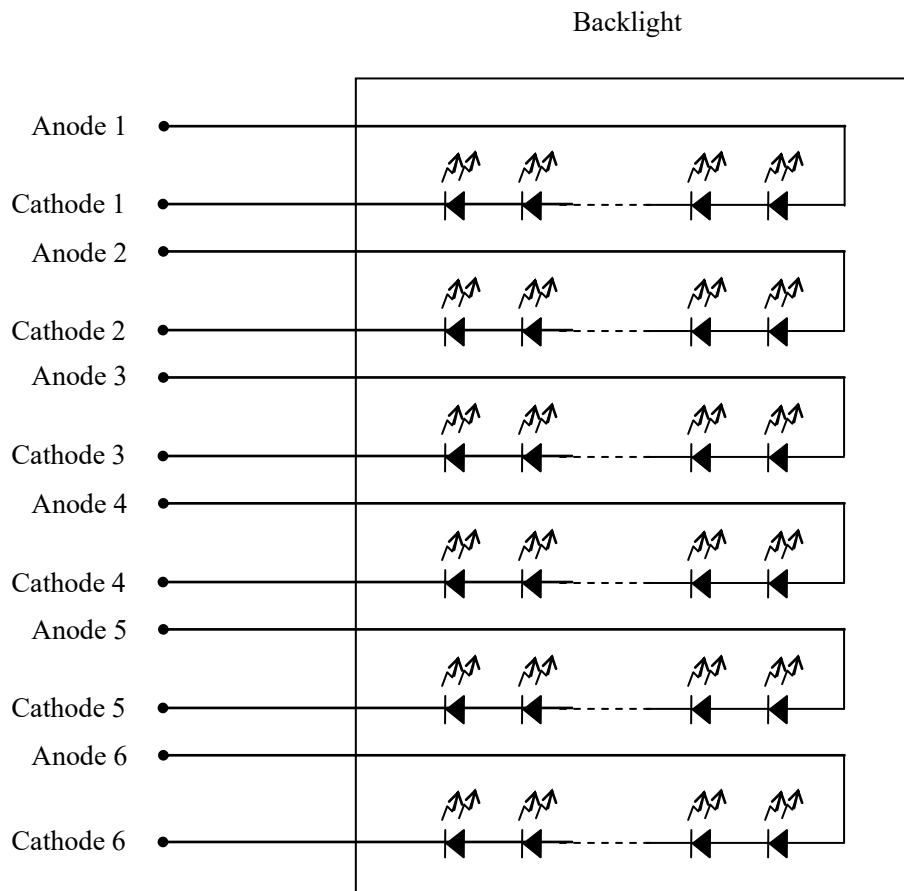 Backlight
Anode 1
Cathode 1
Anode 2
Cathode 2
Anode 3
Cathode 3
Anode 4
Cathode 4
Anode 5
Cathode 5
Anode 6
Cathode 6